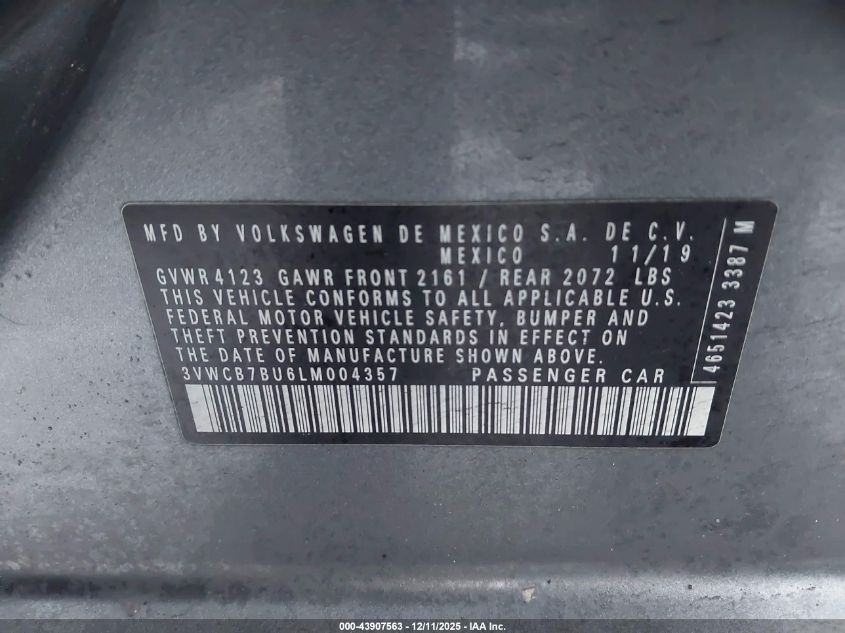 MFD BY VOLKSWAGEN DE MEXICO S.A. DE C.V.
MEXICO 11/19
GVWR 4123 GAWR FRONT 2161 / REAR 2072 LBS
THIS VEHICLE CONFORMS TO ALL APPLICABLE U.S.
FEDERAL MOTOR VEHICLE SAFETY, BUMPER AND
THEFT PREVENTION STANDARDS IN EFFECT ON
THE DATE OF MANUFACTURE SHOWN ABOVE.
3VWCB7BU6LM004357 PASSENGER CAR
4651423 3387 M
000-43907563 - 12/11/2025 - IAA Inc.